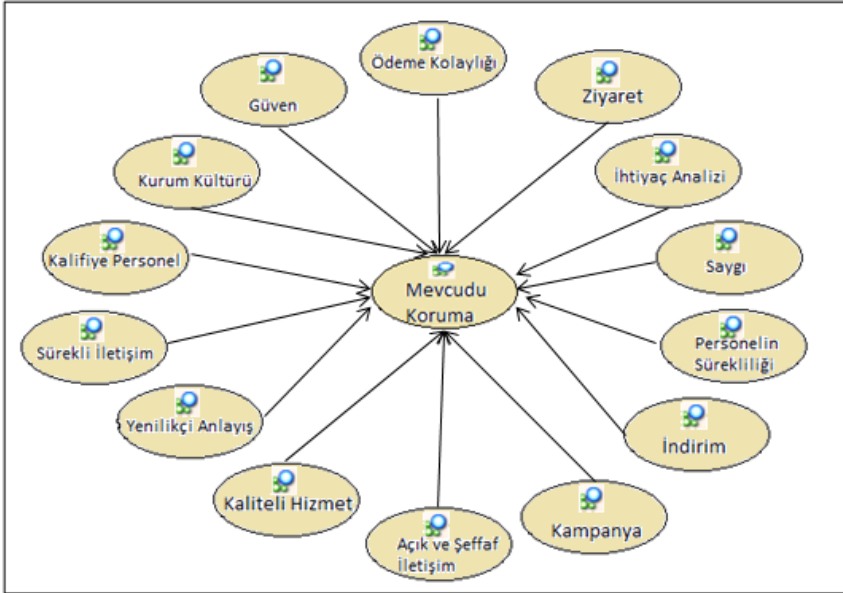 Ödeme Kolaylığı
Güven
Ziyaret
Kurum Kültürü
İhtiyaç Analizi
Kalifiye Personel
Saygı
Mevcudu
Koruma
Sürekli İletişim
Personelin
Sürekliliği
Yenilikçi Anlayış
İndirim
Kaliteli Hizmet
Kampanya
Açık ve Şeffaf
İletişim